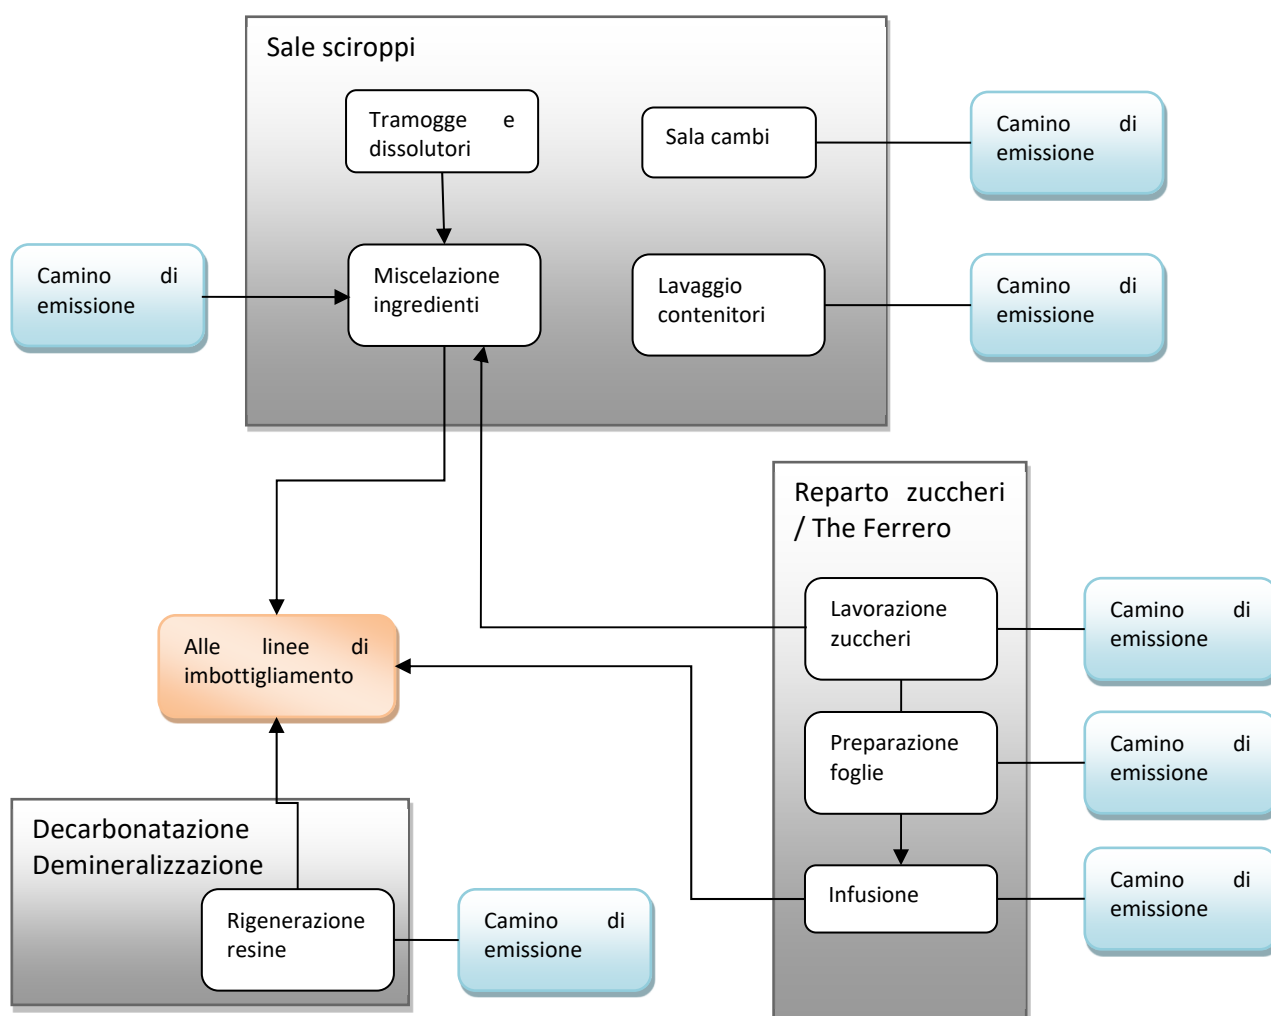 Sale sciroppi
Tramogge e
dissolutori
Sala cambi
Camino di
emissione
Camino di
emissione
Miscelazione
ingredienti
Lavaggio
contenitori
Camino di
emissione
Reparto zuccheri
/ The Ferrero
Lavorazione
zuccheri
Camino di
emissione
Alle linee di
imbottigliamento
Preparazione
foglie
Camino di
emissione
Decarbonatazione
Demineralizzazione
Infusione
Camino di
emissione
Rigenerazione
resine
Camino di
emissione